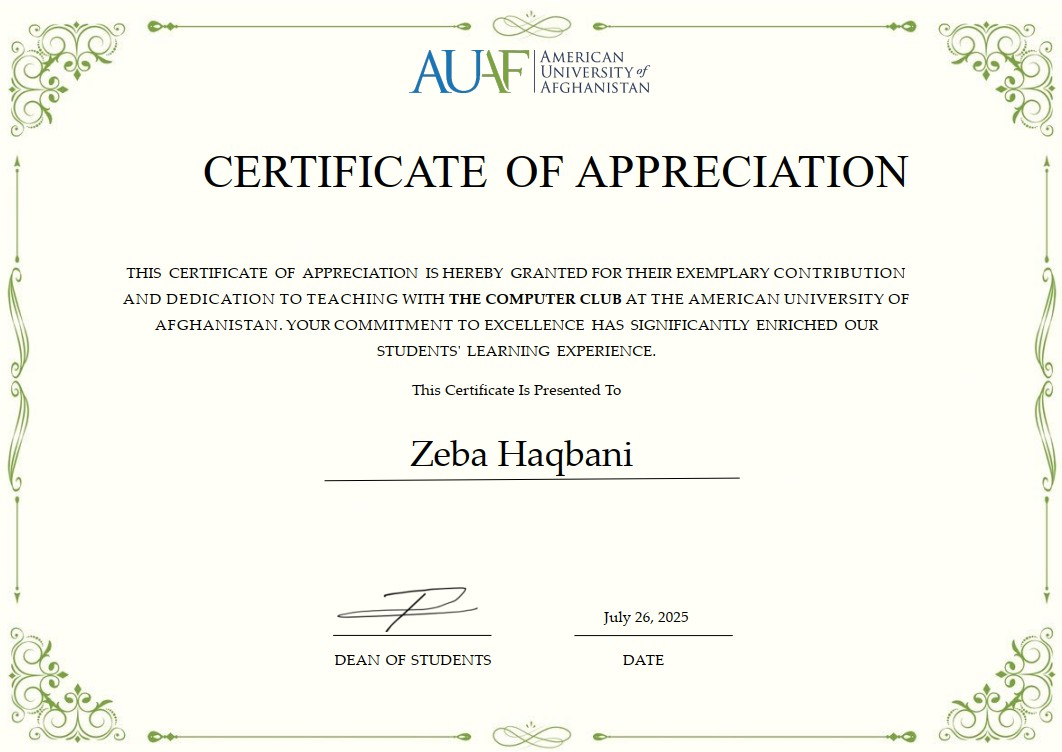 AUAF
AMERICAN
UNIVERSITY of
AFGHANISTAN
CERTIFICATE OF APPRECIATION
THIS CERTIFICATE OF APPRECIATION IS HEREBY GRANTED FOR THEIR EXEMPLARY CONTRIBUTION
AND DEDICATION TO TEACHING WITH THE COMPUTER CLUB AT THE AMERICAN UNIVERSITY OF
AFGHANISTAN. YOUR COMMITMENT TO EXCELLENCE HAS SIGNIFICANTLY ENRICHED OUR
STUDENTS' LEARNING EXPERIENCE.
This Certificate Is Presented To
Zeba Haqbani
July 26, 2025
DEAN OF STUDENTS
DATE